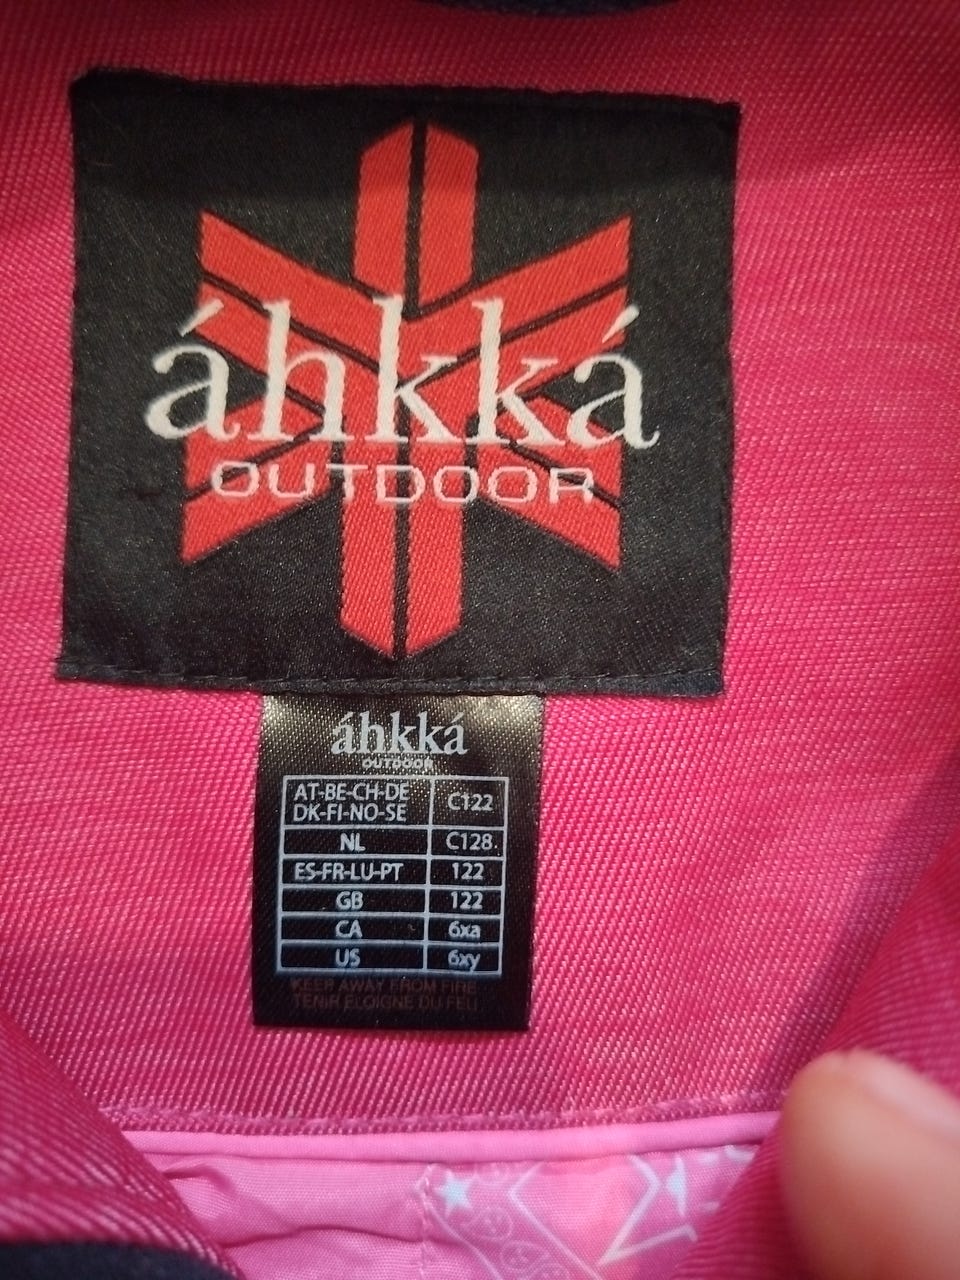 áhkká
OUTDOOR
áhkká
OUTDOOR
AT-BE-CH-DE
DK-FI-NO-SE C122
NL C128.
ES-FR-LU-PT 122
GB 122
CA 6xa
US 6xy
KEEP AWAY FROM FIRE
TENIR ELOIGNE DU FEU